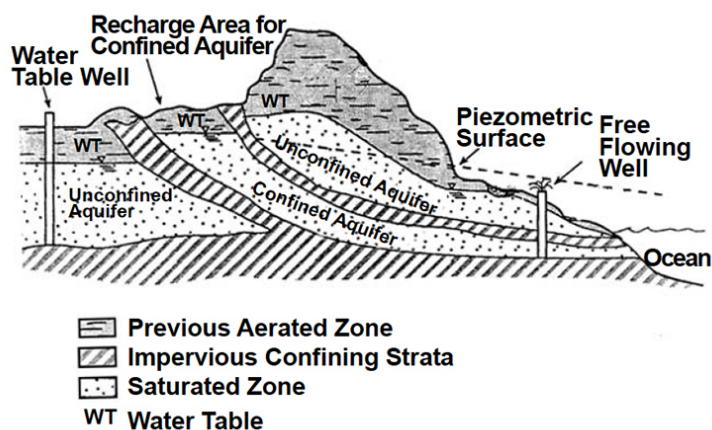 Recharge Area for
Confined Aquifer
Water
Table Well
WT
WT
WT
Piezometric
Surface
Free
Flowing
Well
Unconfined Aquifer
Unconfined
Aquifer
Confined Aquifer
Ocean
Previous Aerated Zone
Impervious Confining Strata
Saturated Zone
WT Water Table